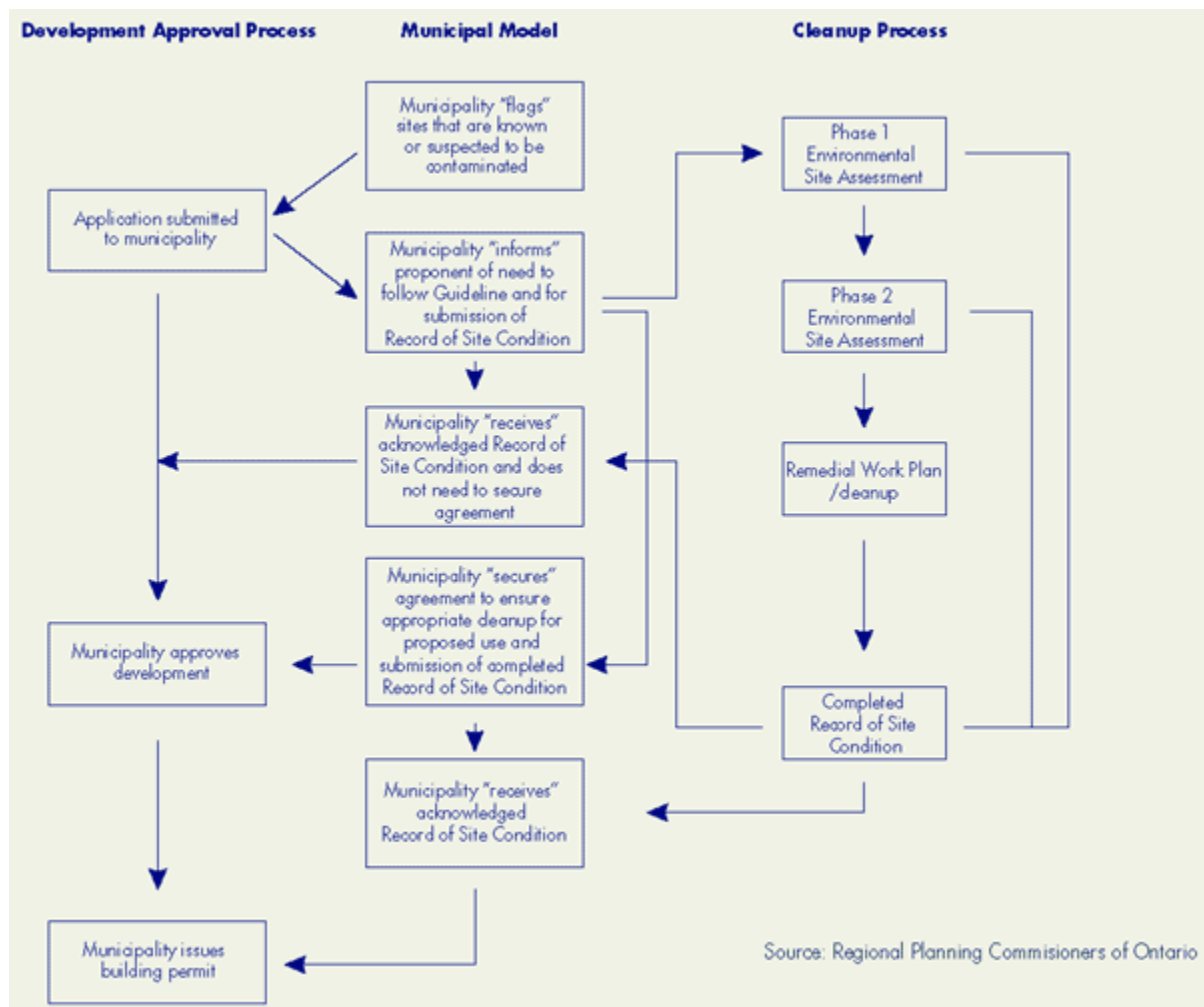 Development Approval Process
Municipal Model
Cleanup Process
Municipality "flags"
sites that are known
or suspected to be
contaminated
Application submitted
to municipality
Municipality "informs"
proponent of need to
follow Guideline and for
submission of
Record of Site Condition
Municipality "receives"
acknowledged Record of
Site Condition and does
not need to secure
agreement
Municipality "secures"
agreement to ensure
appropriate cleanup for
proposed use and
submission of completed
Record of Site Condition
Municipality approves
development
Municipality "receives"
acknowledged
Record of Site Condition
Municipality issues
building permit
Phase 1
Environmental
Site Assessment
Phase 2
Environmental
Site Assessment
Remedial Work Plan
/cleanup
Completed
Record of Site
Condition
Source: Regional Planning Commisioners of Ontario